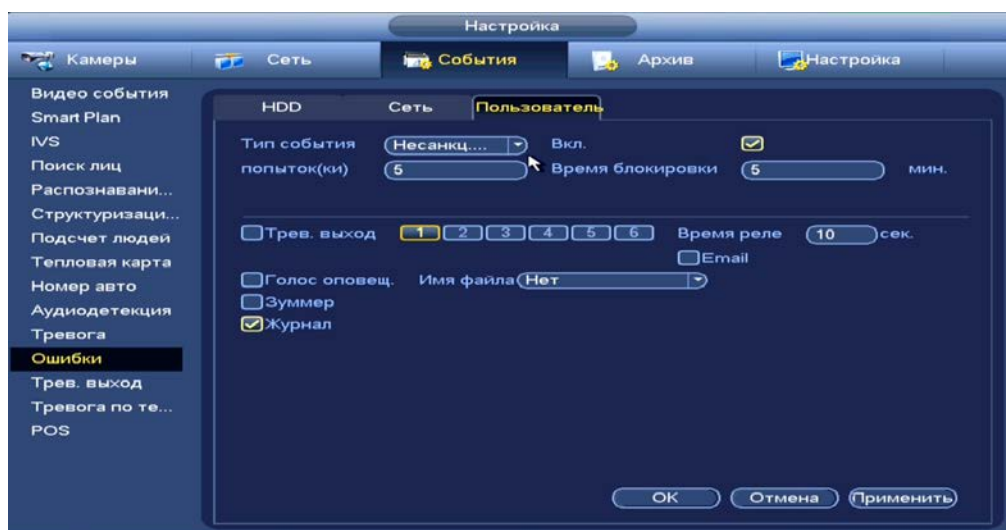 Настройка
Камеры Сеть События Архив Настройка
Видео события
Smart Plan
IVS
Поиск лиц
Распознавани...
Структуризаци...
Подсчет людей
Тепловая карта
Номер авто
Аудиодетекция
Тревога
Ошибки
Трев. выход
Тревога по те...
POS
HDD Сеть Пользователь
Тип события Несанкц.... Вкл.
попыток(ки) 5 Время блокировки 5 мин.
Трев. выход 1 2 3 4 5 6 Время реле 10 сек.
Email
Голос оповещ. Имя файла Нет
Зуммер
Журнал
OK Отмена Применить